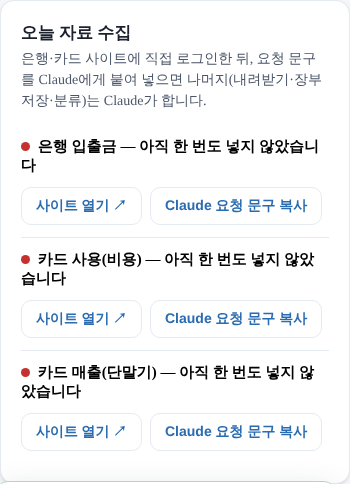 오늘 자료 수집
은행·카드 사이트에 직접 로그인한 뒤, 요청 문구
를 Claude에게 붙여 넣으면 나머지(내려받기·장부
저장·분류)는 Claude가 합니다.
은행 입출금 — 아직 한 번도 넣지 않았습니
다
사이트 열기 ↗ Claude 요청 문구 복사
카드 사용(비용) — 아직 한 번도 넣지 않았
습니다
사이트 열기 ↗ Claude 요청 문구 복사
카드 매출(단말기) — 아직 한 번도 넣지 않
았습니다
사이트 열기 ↗ Claude 요청 문구 복사